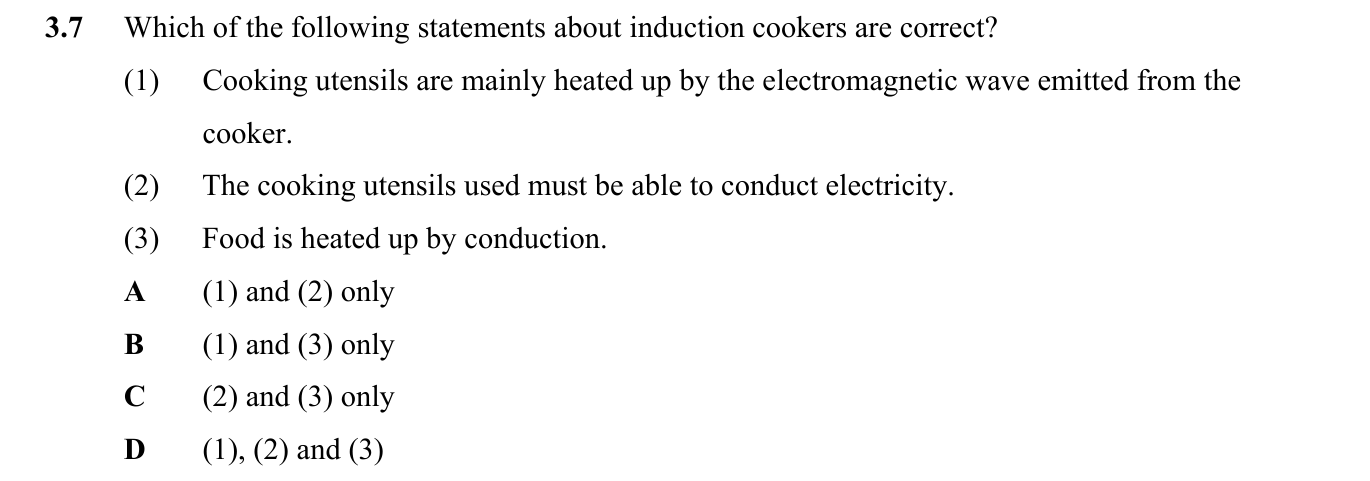 3.7 Which of the following statements about induction cookers are correct?
(1) Cooking utensils are mainly heated up by the electromagnetic wave emitted from the
cooker.
(2) The cooking utensils used must be able to conduct electricity.
(3) Food is heated up by conduction.
A (1) and (2) only
B (1) and (3) only
C (2) and (3) only
D (1), (2) and (3)